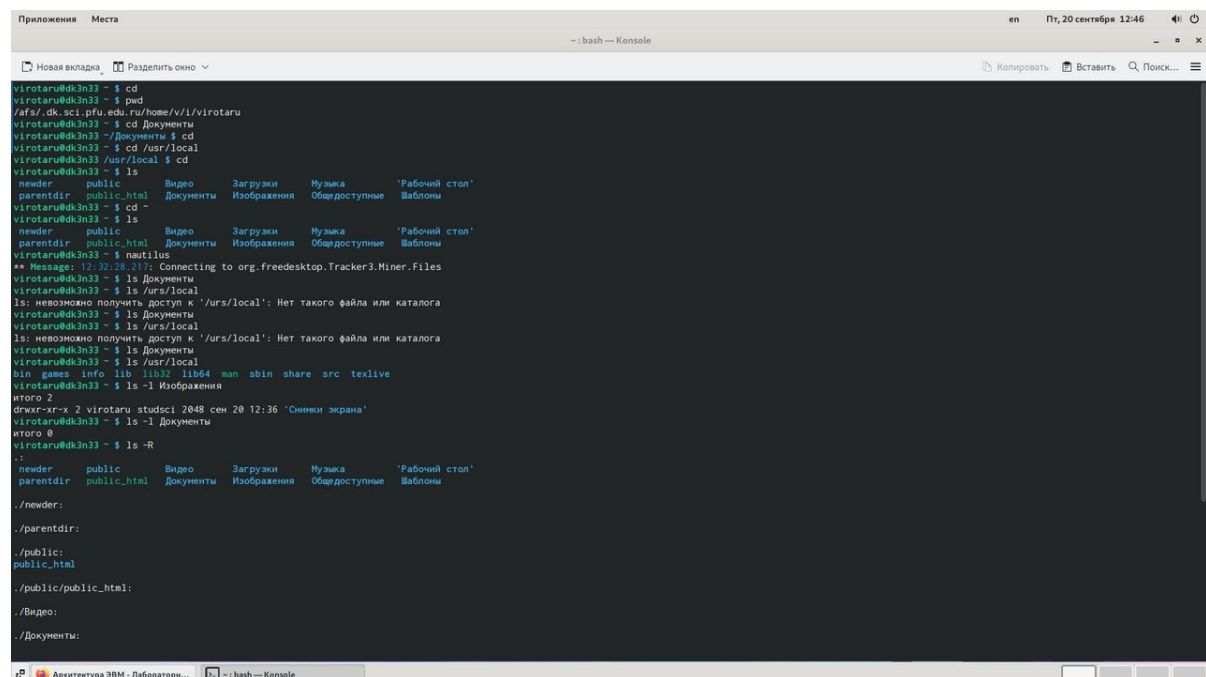 Приложения Места en Пт, 20 сентября 12:46
~ : bash — Konsole
Новая вкладка Разделить окно Копировать Вставить Поиск...
virotaru@dk3n33 ~ $ cd
virotaru@dk3n33 ~ $ pwd
/afs/.dk.sci.pfu.edu.ru/home/v/i/virotaru
virotaru@dk3n33 ~ $ cd Документы
virotaru@dk3n33 ~/Документы $ cd
virotaru@dk3n33 ~ $ cd /usr/local
virotaru@dk3n33 /usr/local $ cd
virotaru@dk3n33 ~ $ ls
newder public Видео Загрузки Музыка 'Рабочий стол'
parentdir public_html Документы Изображения Общедоступные Шаблоны
virotaru@dk3n33 ~ $ cd ~
virotaru@dk3n33 ~ $ ls
newder public Видео Загрузки Музыка 'Рабочий стол'
parentdir public_html Документы Изображения Общедоступные Шаблоны
virotaru@dk3n33 ~ $ nautilus
** Message: 12:32:28.217: Connecting to org.freedesktop.Tracker3.Miner.Files
virotaru@dk3n33 ~ $ ls Документы
virotaru@dk3n33 ~ $ ls /urs/local
ls: невозможно получить доступ к '/urs/local': Нет такого файла или каталога
virotaru@dk3n33 ~ $ ls Документы
virotaru@dk3n33 ~ $ ls /urs/local
ls: невозможно получить доступ к '/urs/local': Нет такого файла или каталога
virotaru@dk3n33 ~ $ ls Документы
virotaru@dk3n33 ~ $ ls /usr/local
bin games info lib lib32 lib64 man sbin share src texlive
virotaru@dk3n33 ~ $ ls -l Изображения
итого 2
drwxr-xr-x 2 virotaru studsci 2048 сен 20 12:36 'Снимки экрана'
virotaru@dk3n33 ~ $ ls -l Документы
итого 0
virotaru@dk3n33 ~ $ ls -R
.:
newder public Видео Загрузки Музыка 'Рабочий стол'
parentdir public_html Документы Изображения Общедоступные Шаблоны
./newder:
./parentdir:
./public:
public_html
./public/public_html:
./Видео:
./Документы:
Архитектура ЭВМ - Лаборатори... ~ : bash — Konsole